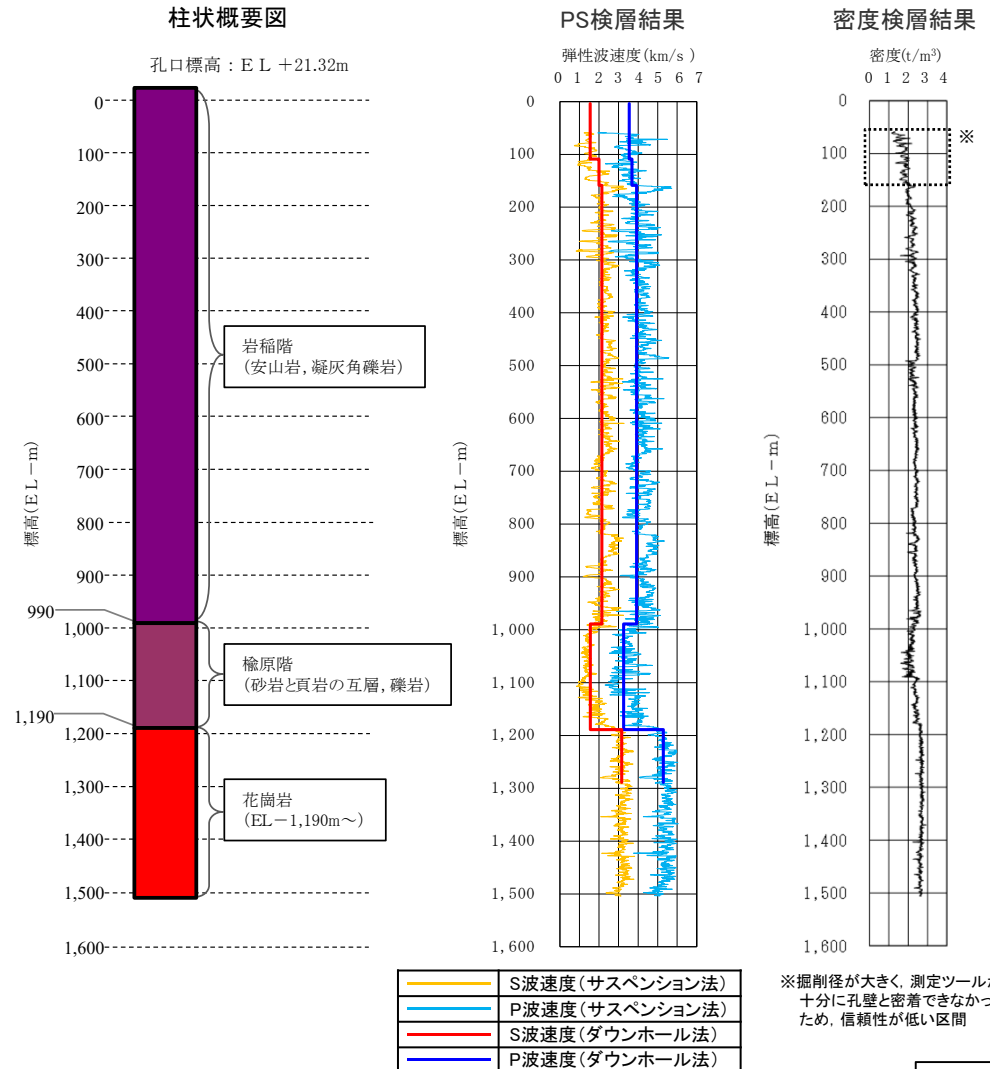 柱状概要図
孔口標高：ＥＬ＋21.32m
標高(ＥＬ－m)
0
100
200
300
400
500
600
700
800
900
990
1,000
1,100
1,190
1,200
1,300
1,400
1,500
1,600
岩稲階
(安山岩，凝灰角礫岩)
楡原階
(砂岩と頁岩の互層，礫岩)
花崗岩
(EL－1,190m～)
PS検層結果
弾性波速度(km/s )
0 1 2 3 4 5 6 7
標高(ＥＬ－m)
0
100
200
300
400
500
600
700
800
900
1,000
1,100
1,200
1,300
1,400
1,500
1,600
S波速度（サスペンション法）
P波速度（サスペンション法）
S波速度（ダウンホール法）
P波速度（ダウンホール法）
密度検層結果
密度(t/m³)
0 1 2 3 4
標高(ＥＬ－m)
0
100
200
300
400
500
600
700
800
900
1,000
1,100
1,200
1,300
1,400
1,500
1,600
※
※掘削径が大きく，測定ツール
十分に孔壁と密着できなかっ
ため，信頼性が低い区間